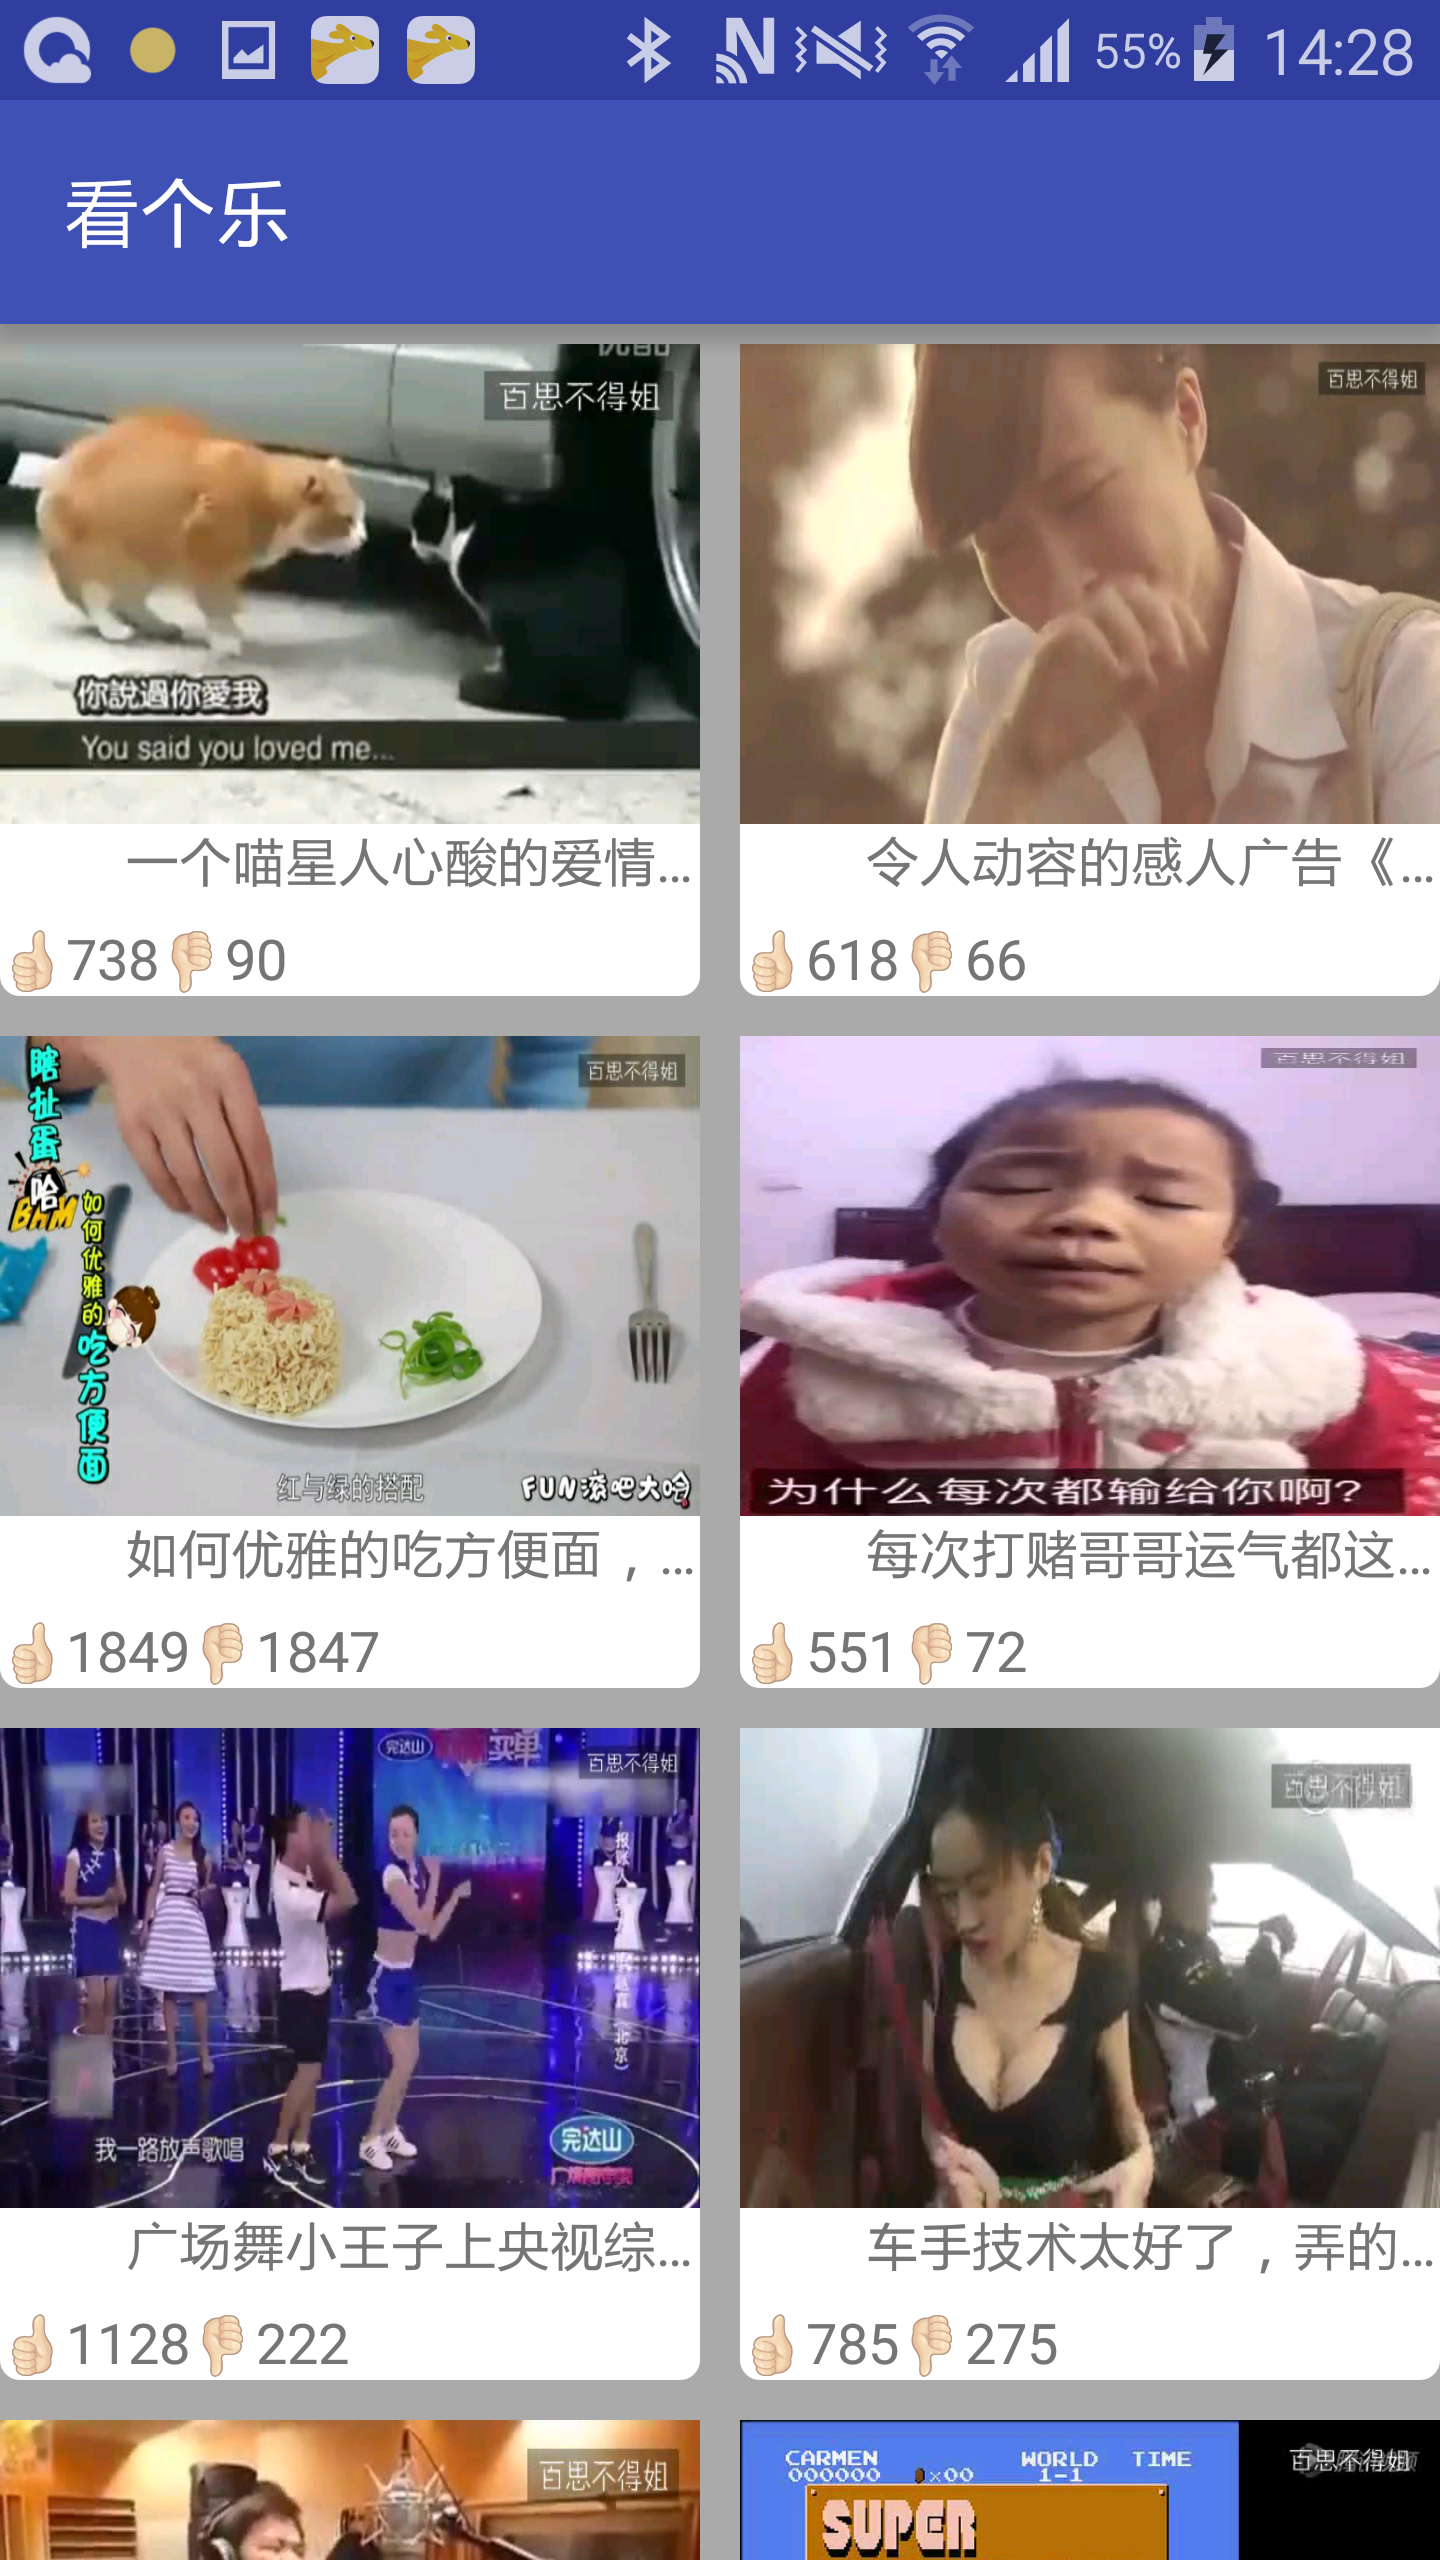 55% 14:28
看个乐
百思不得姐
你說過你愛我
You said you loved me...
一个喵星人心酸的爱情...
738 90
百思不得姐
令人动容的感人广告《...
618 66
百思不得姐
瞎扯蛋
哈
如何优雅的吃方便面
红与绿的搭配
FUN滚吧大哈
如何优雅的吃方便面，...
1849 1847
百思不得姐
为什么每次都输给你啊?
每次打赌哥哥运气都这...
551 72
完达山
买单
百思不得姐
我一路放声歌唱
完达山
广场舞小王子上央视综...
1128 222
百思不得姐
车手技术太好了，弄的...
785 275
百思不得姐
CARMEN WORLD TIME
000000 ×00 1-1
百思不得姐
SUPER